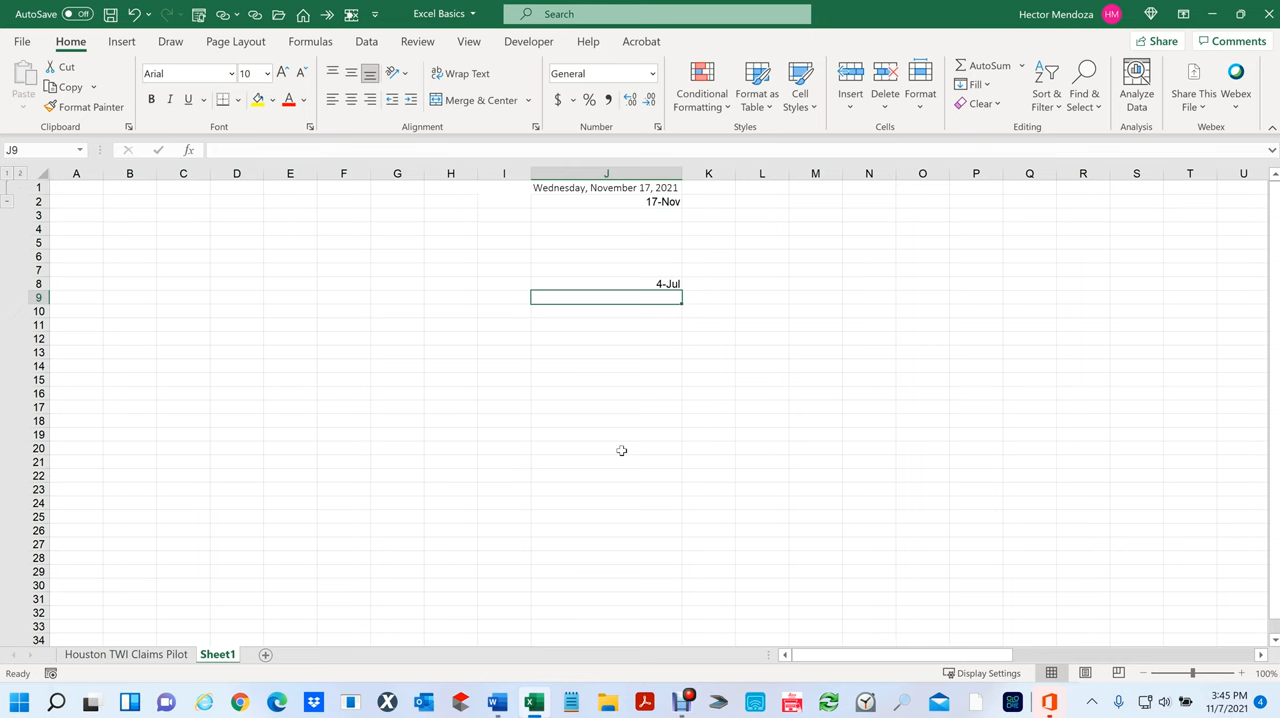 AutoSave Off Excel Basics Search Hector Mendoza HM
File Home Insert Draw Page Layout Formulas Data Review View Developer Help Acrobat Share Comments
Paste Cut Copy Format Painter Clipboard
Arial 10 B I U A Font
Wrap Text Merge & Center Alignment
General $ % Number
Conditional Formatting Format as Table Cell Styles Styles
Insert Delete Format Cells
AutoSum Fill Clear Sort & Filter Find & Select Editing
Analyze Data Analysis
Share This File Webex Webex
J9 fx
1 2 A B C D E F G H I J K L M N O P Q R S T U
1 Wednesday, November 17, 2021
2 17-Nov
3
4
5
6
7
8 4-Jul
9
10
11
12
13
14
15
16
17
18
19
20
21
22
23
24
25
26
27
28
29
30
31
32
33
34
Houston TWI Claims Pilot Sheet1
Ready Display Settings 100%
3:45 PM
11/7/2021 4